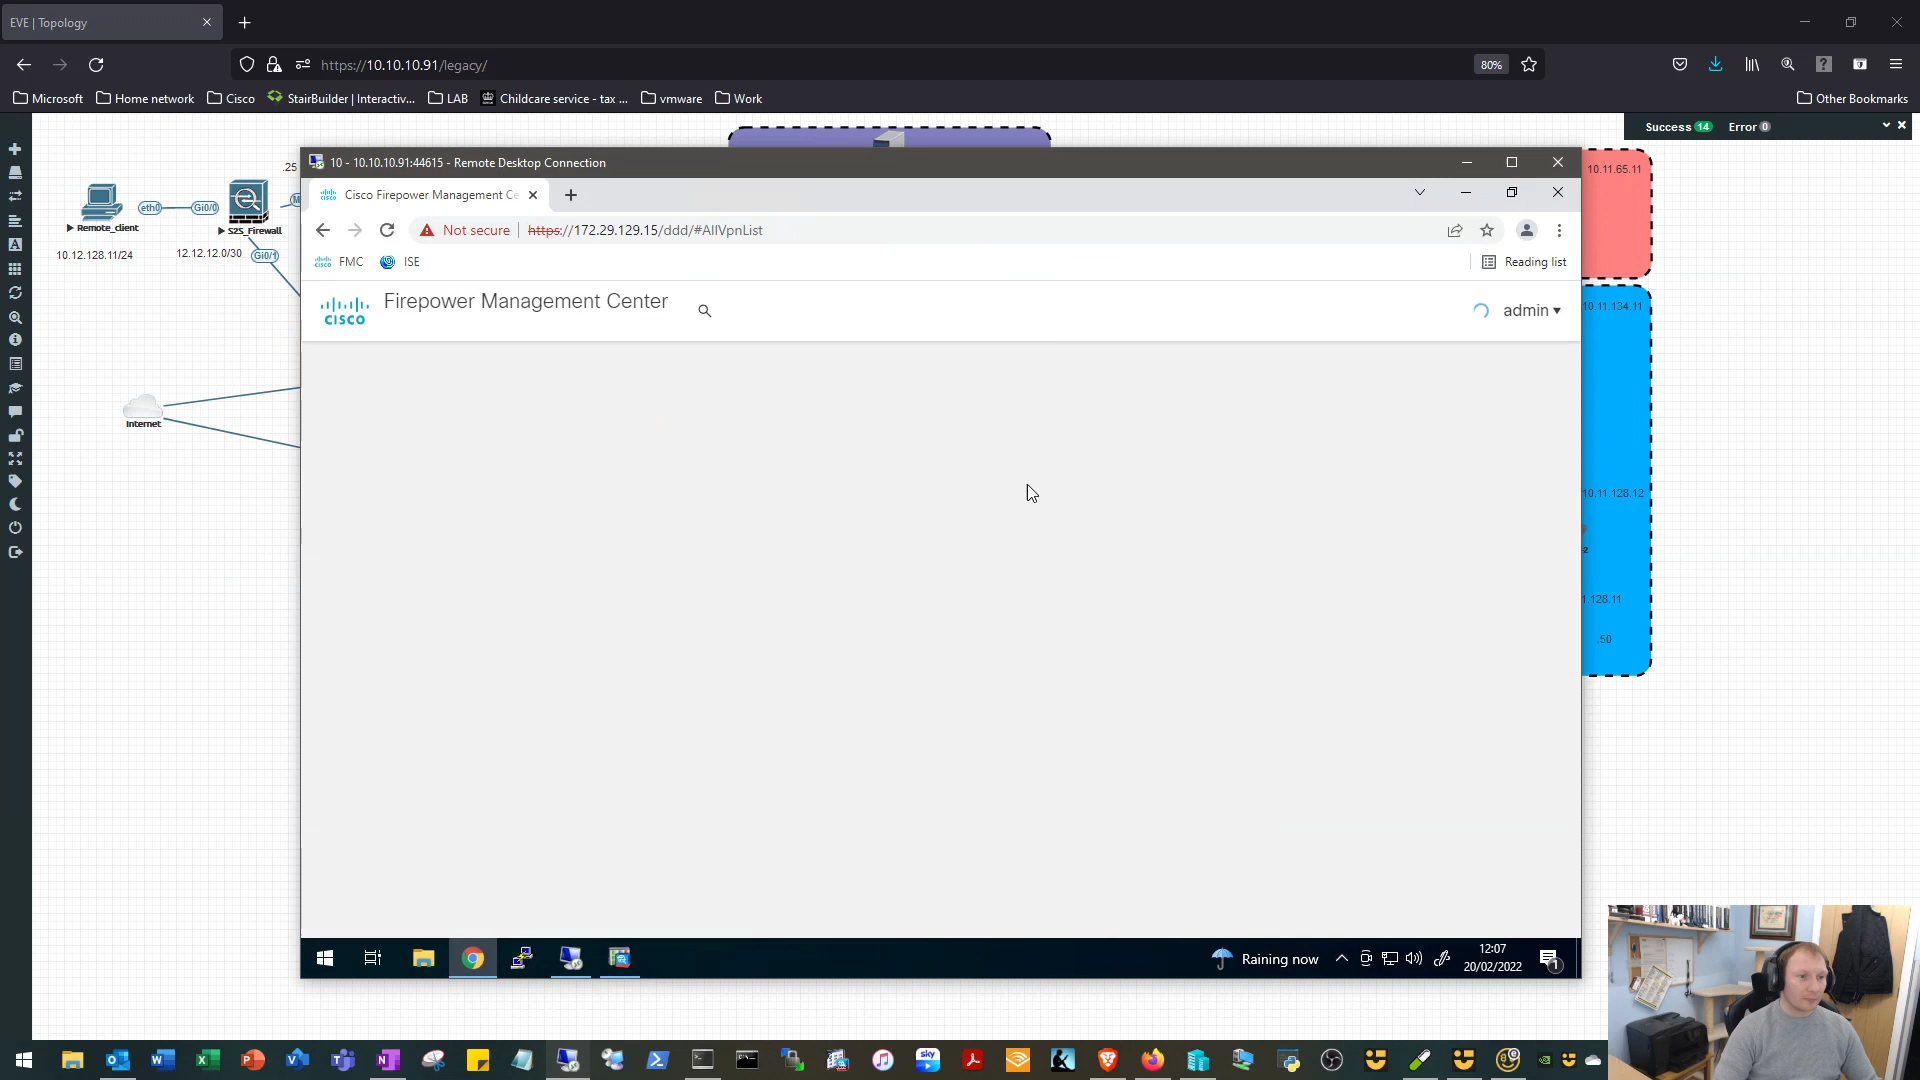 EVE | Topology
https://10.10.10.91/legacy/
80%
Microsoft
Home network
Cisco
StairBuilder | Interactiv...
LAB
Childcare service - tax ...
vmware
Work
Other Bookmarks
Success 14
Error 0
10 - 10.10.10.91:44615 - Remote Desktop Connection
Cisco Firepower Management Ce
Not secure
https://172.29.129.15/ddd/#AllVpnList
FMC
ISE
Reading list
CISCO
Firepower Management Center
admin
.25
eth0
Gi0/0
Remote_client
S2S_Firewall
10.12.128.11/24
12.12.12.0/30
Gi0/1
Internet
10.11.65.11
10.11.134.11
10.11.128.12
1.128.11
.50
Raining now
12:07
20/02/2022
1